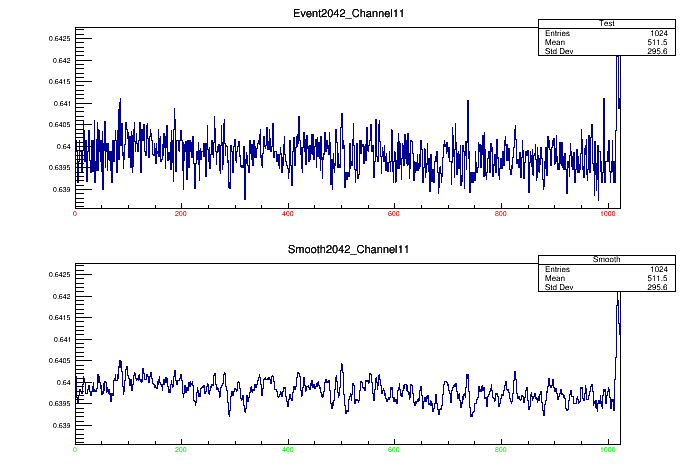 Event2042_Channel11
Test
Entries 1024
Mean 511.5
Std Dev 295.6
0.6425
0.642
0.6415
0.641
0.6405
0.64
0.6395
0.639
0 200 400 600 800 1000
Smooth2042_Channel11
Smooth
Entries 1024
Mean 511.5
Std Dev 295.6
0.6425
0.642
0.6415
0.641
0.6405
0.64
0.6395
0.639
0 200 400 600 800 1000